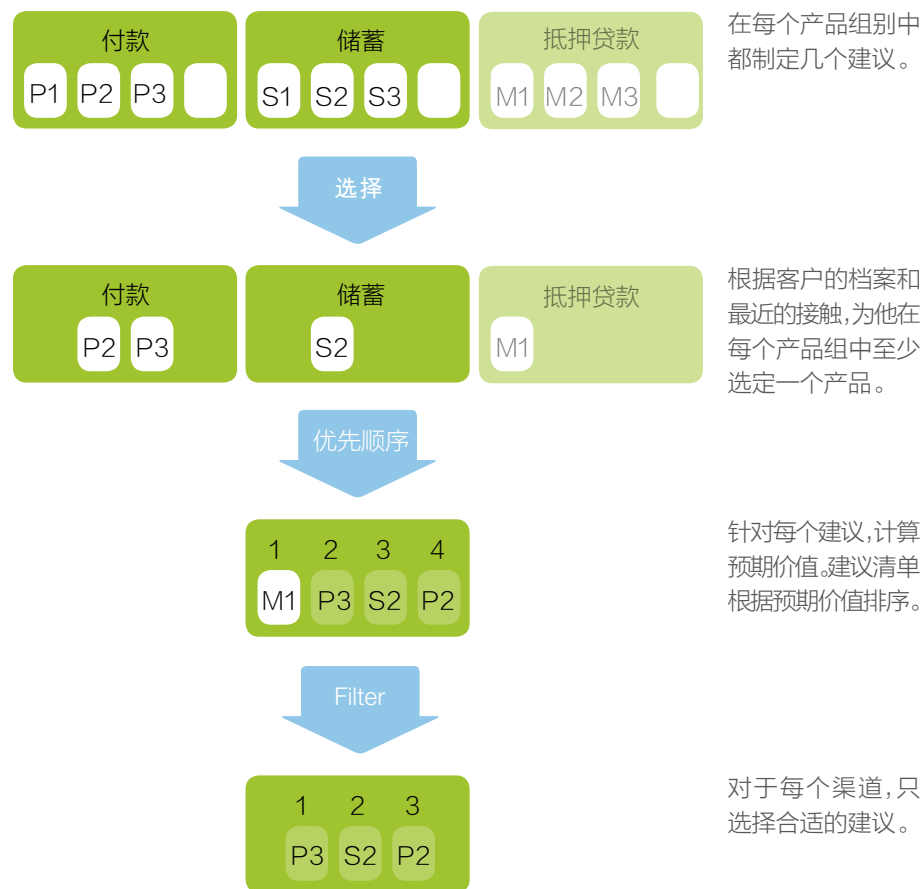 付款
储蓄
抵押贷款
P1 P2 P3
S1 S2 S3
M1 M2 M3
在每个产品组别中
都制定几个建议。
选择
付款
储蓄
抵押贷款
P2 P3
S2
M1
根据客户的档案和
最近的接触,为他在
每个产品组中至少
选定一个产品。
优先顺序
1 2 3 4
M1 P3 S2 P2
针对每个建议,计算
预期价值。建议清单
根据预期价值排序。
Filter
1 2 3
P3 S2 P2
对于每个渠道,只
选择合适的建议。